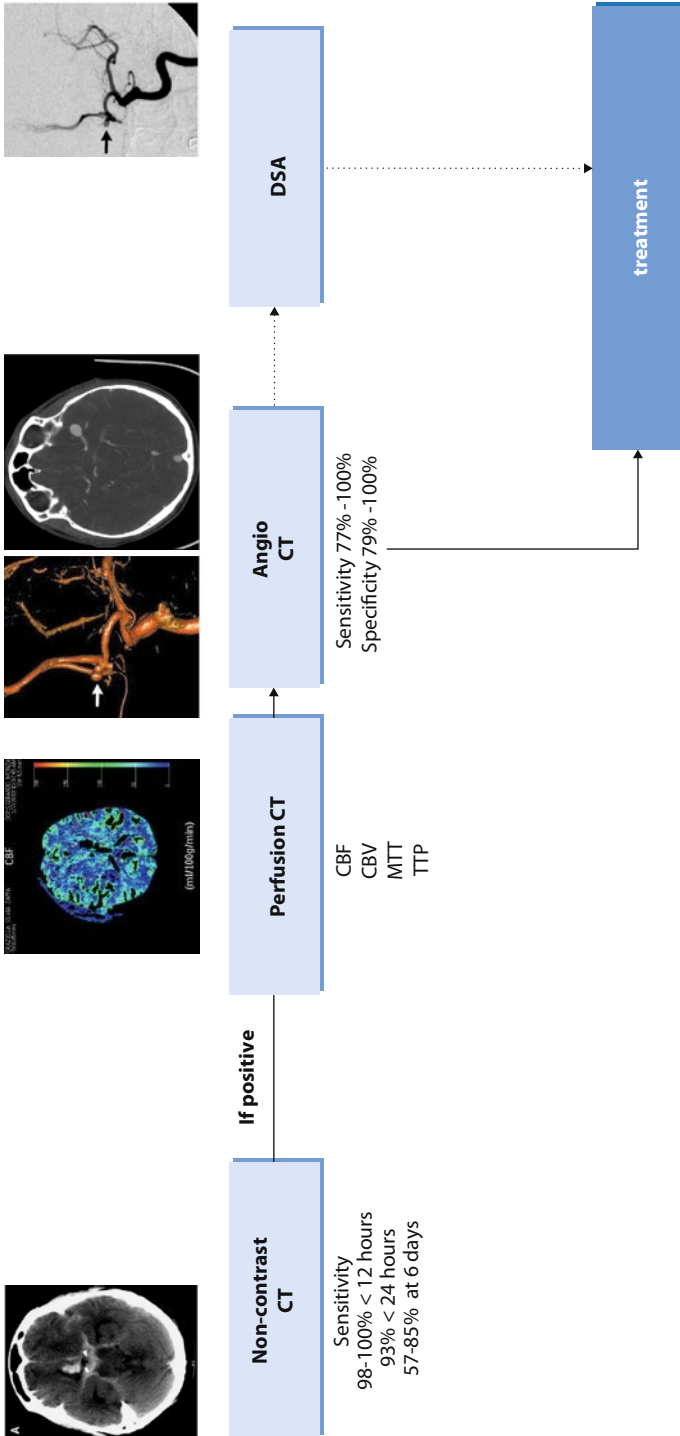 A
Non-contrast
CT
Sensitivity
98-100% < 12 hours
93% < 24 hours
57-85% at 6 days
If positive
CBF
(ml/100g/min)
Perfusion CT
CBF
CBV
MTT
TTP
Angio
CT
Sensitivity 77% -100%
Specificity 79% -100%
DSA
treatment